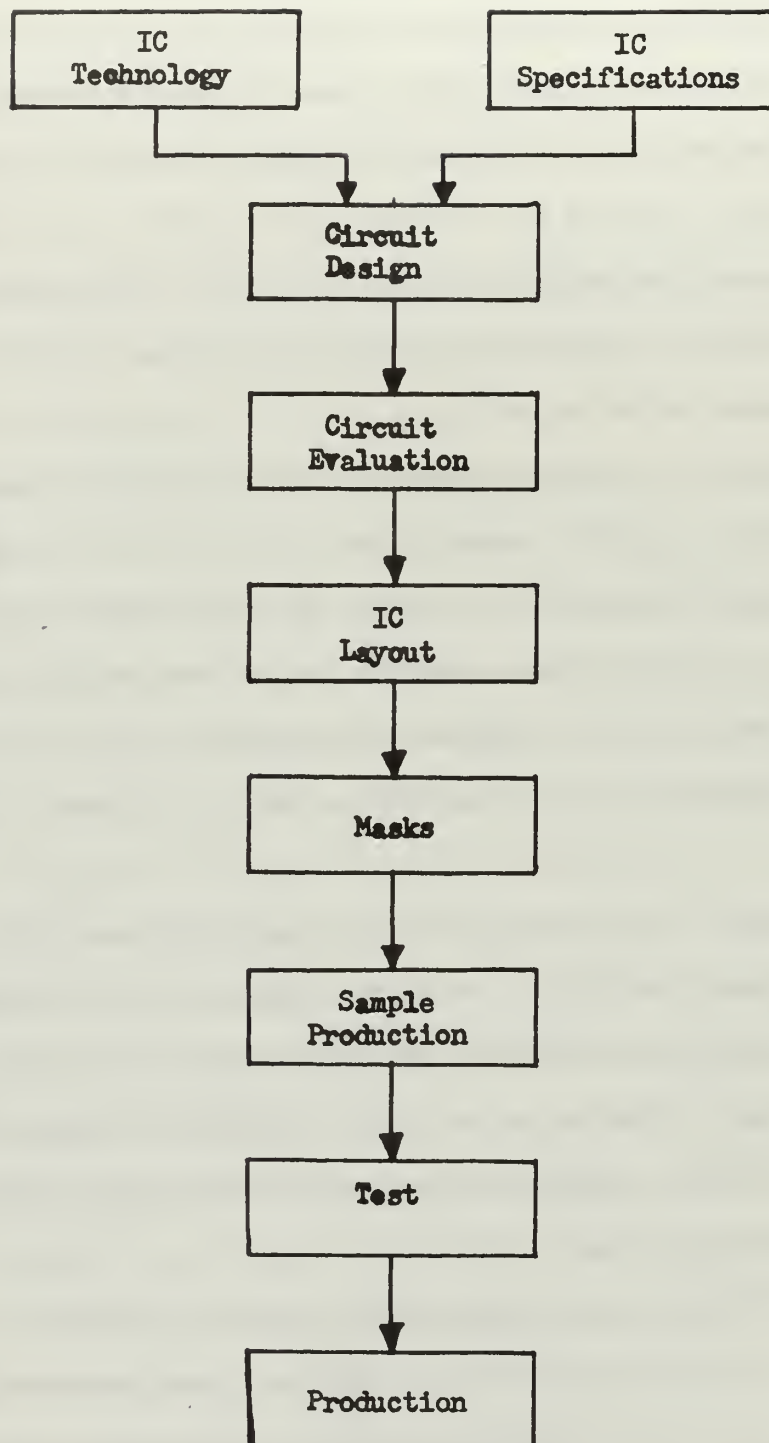 IC
Technology
IC
Specifications
Circuit
Design
Circuit
Evaluation
IC
Layout
Masks
Sample
Production
Test
Production